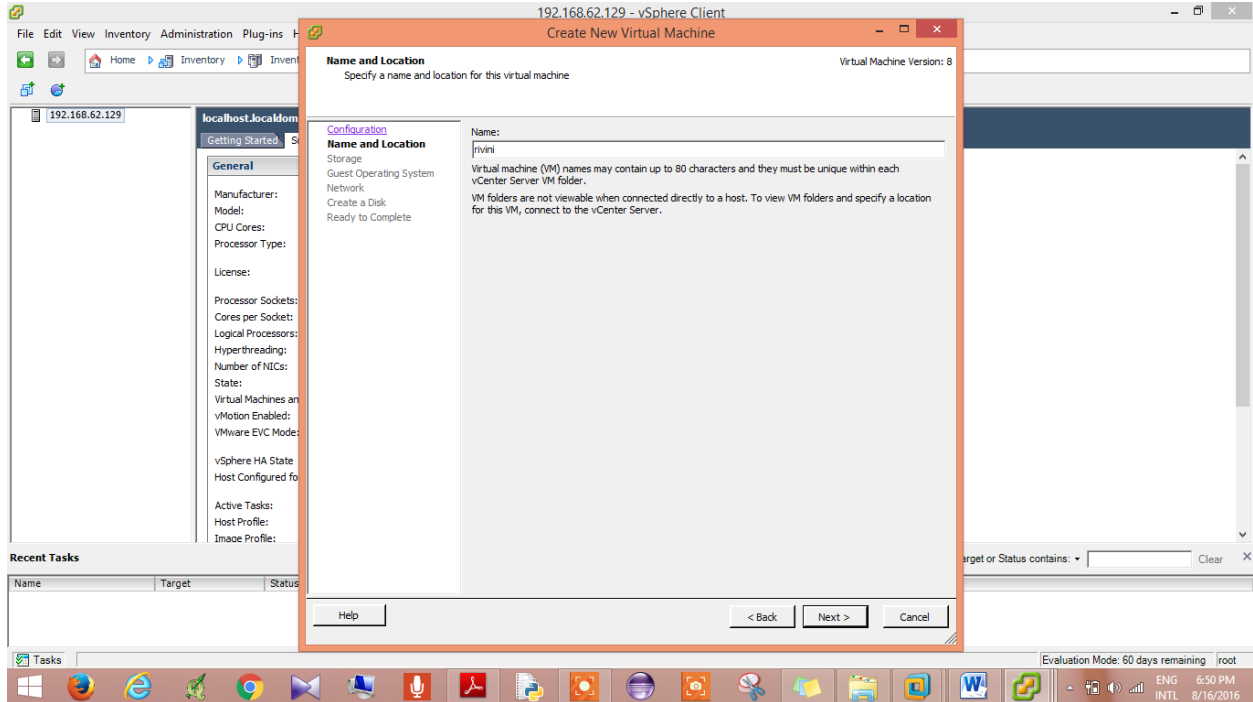 192.168.62.129 - vSphere Client
File Edit View Inventory Administration Plug-ins H
Home Inventory Invent
192.168.62.129
localhost.localdom
Getting Started
General
Manufacturer:
Model:
CPU Cores:
Processor Type:
License:
Processor Sockets:
Cores per Socket:
Logical Processors:
Hyperthreading:
Number of NICs:
State:
Virtual Machines an
vMotion Enabled:
VMware EVC Mode:
vSphere HA State
Host Configured fo
Active Tasks:
Host Profile:
Image Profile:
Create New Virtual Machine
Name and Location
Specify a name and location for this virtual machine
Virtual Machine Version: 8
Configuration
Name and Location
Storage
Guest Operating System
Network
Create a Disk
Ready to Complete
Name:
rivini
Virtual machine (VM) names may contain up to 80 characters and they must be unique within each
vCenter Server VM folder.
VM folders are not viewable when connected directly to a host. To view VM folders and specify a location
for this VM, connect to the vCenter Server.
Help
< Back
Next >
Cancel
Recent Tasks
arget or Status contains:
Clear
Name Target Status
Tasks
Evaluation Mode: 60 days remaining root
ENG 6:50 PM
INTL 8/16/2016